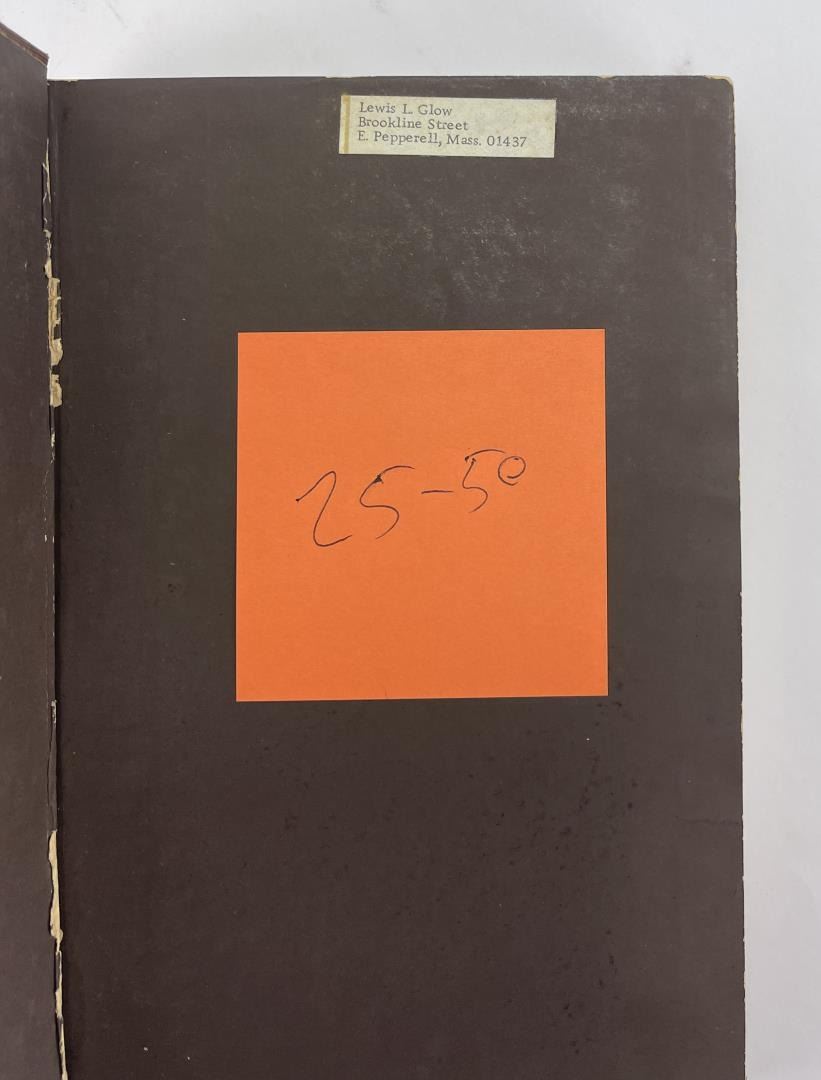 Lewis L. Glow
Brookline Street
E. Pepperell, Mass. 01437
25-50